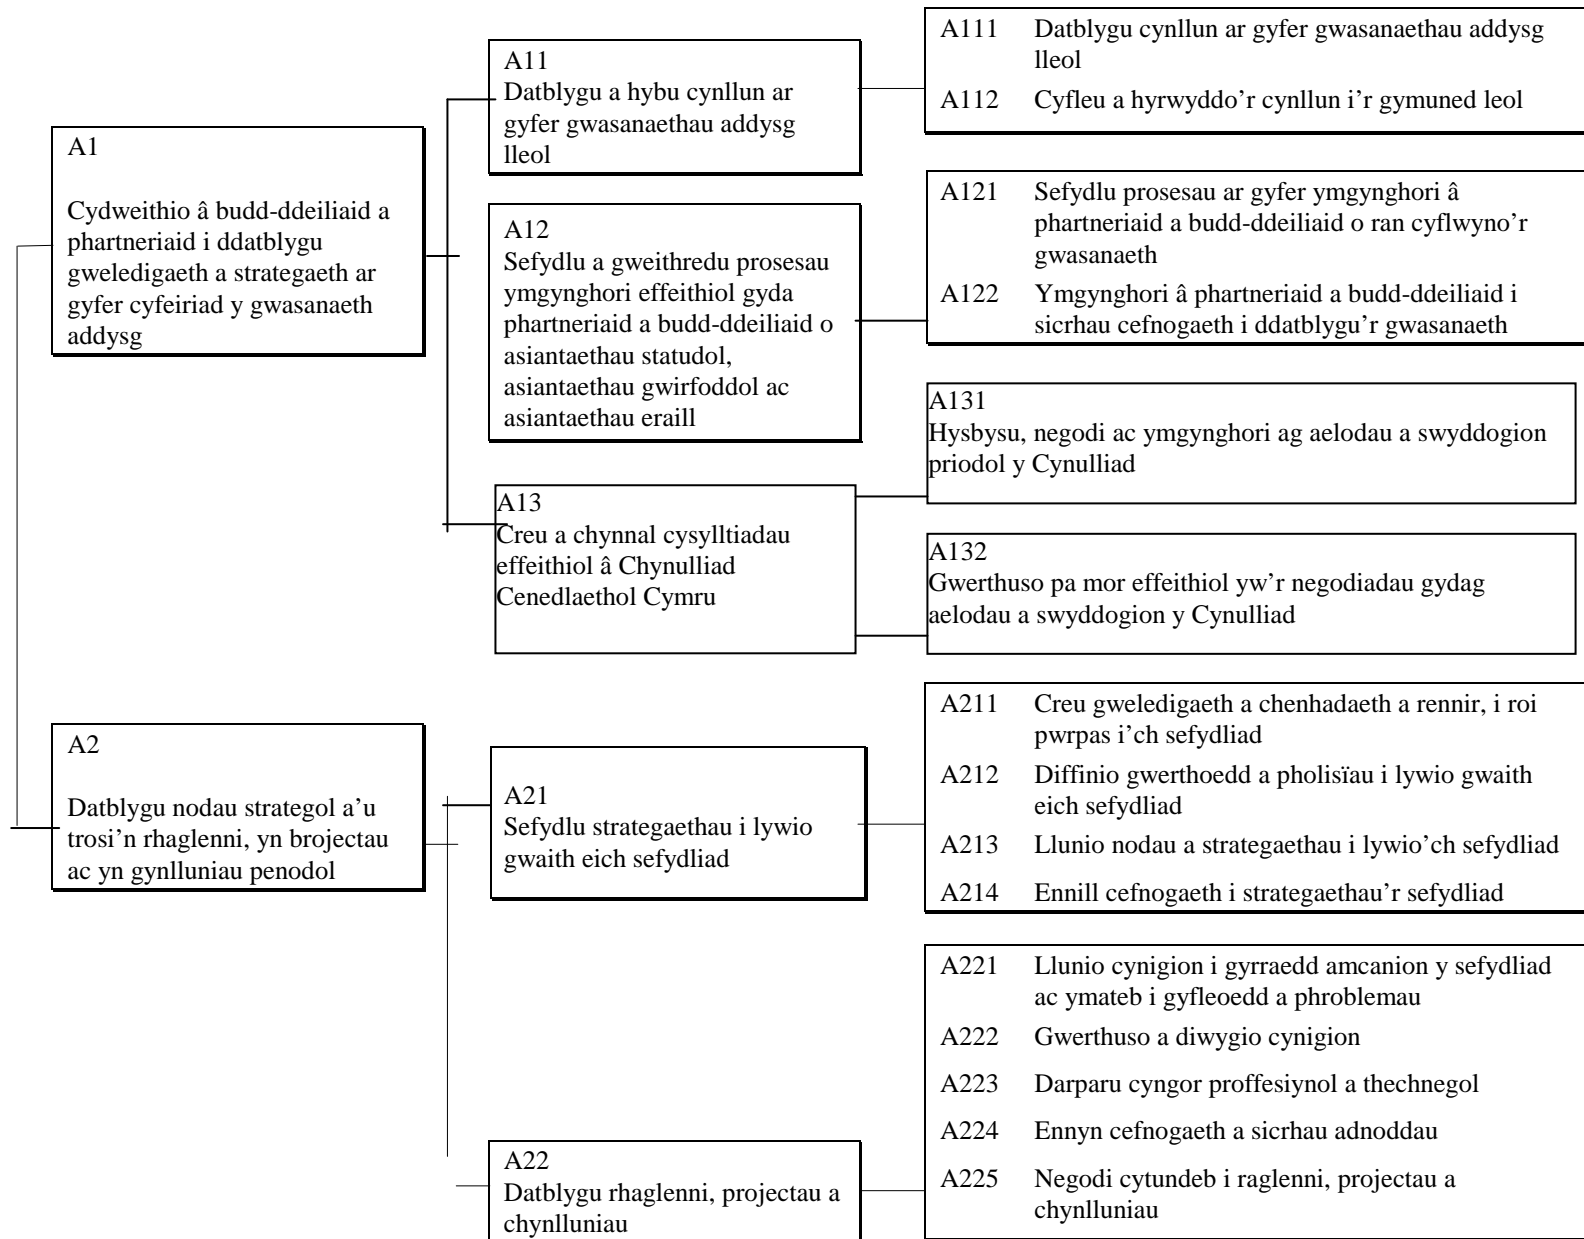 A1
Cydweithio â budd-ddeiliaid a
phartneriaid i ddatblygu
gweledigaeth a strategaeth ar
gyfer cyfeiriad y gwasanaeth
addysg
A11
Datblygu a hybu cynllun ar
gyfer gwasanaethau addysg
lleol
A111 Datblygu cynllun ar gyfer gwasanaethau addysg
lleol
A112 Cyfleu a hyrwyddo’r cynllun i’r gymuned leol
A12
Sefydlu a gweithredu prosesau
ymgynghori effeithiol gyda
phartneriaid a budd-ddeiliaid o
asiantaethau statudol,
asiantaethau gwirfoddol ac
asiantaethau eraill
A121 Sefydlu prosesau ar gyfer ymgynghori â
phartneriaid a budd-ddeiliaid o ran cyflwyno’r
gwasanaeth
A122 Ymgynghori â phartneriaid a budd-ddeiliaid i
sicrhau cefnogaeth i ddatblygu’r gwasanaeth
A13
Creu a chynnal cysylltiadau
effeithiol â Chynulliad
Cenedlaethol Cymru
A131
Hysbysu, negodi ac ymgynghori ag aelodau a swyddogion
priodol y Cynulliad
A132
Gwerthuso pa mor effeithiol yw’r negodiadau gydag
aelodau a swyddogion y Cynulliad
A2
Datblygu nodau strategol a’u
trosi’n rhaglenni, yn brojectau
ac yn gynlluniau penodol
A21
Sefydlu strategaethau i lywio
gwaith eich sefydliad
A211 Creu gweledigaeth a chenhadaeth a rennir, i roi
pwrpas i’ch sefydliad
A212 Diffinio gwerthoedd a pholisïau i lywio gwaith
eich sefydliad
A213 Llunio nodau a strategaethau i lywio’ch sefydliad
A214 Ennill cefnogaeth i strategaethau’r sefydliad
A22
Datblygu rhaglenni, projectau a
chynlluniau
A221 Llunio cynigion i gyrraedd amcanion y sefydliad
ac ymateb i gyfleoedd a phroblemau
A222 Gwerthuso a diwygio cynigion
A223 Darparu cyngor proffesiynol a thechnegol
A224 Ennyn cefnogaeth a sicrhau adnoddau
A225 Negodi cytundeb i raglenni, projectau a
chynlluniau